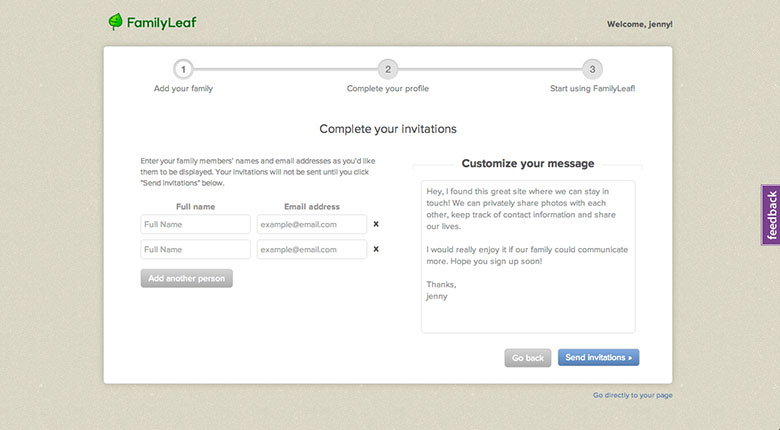 FamilyLeaf
Welcome, jenny!
1
2
3
Add your family
Complete your profile
Start using FamilyLeaf!
Complete your invitations
Enter your family members' names and email addresses as you'd like
them to be displayed. Your invitations will not be sent until you click
"Send Invitations" below.
Full name
Email address
Full Name
example@email.com
x
Full Name
example@email.com
x
Add another person
Customize your message
Hey, I found this great site where we can stay in
touch! We can privately share photos with each
other, keep track of contact information and share
our lives.
I would really enjoy it if our family could communicate
more. Hope you sign up soon!
Thanks,
jenny
Go back
Send invitations »
Go directly to your page
feedback